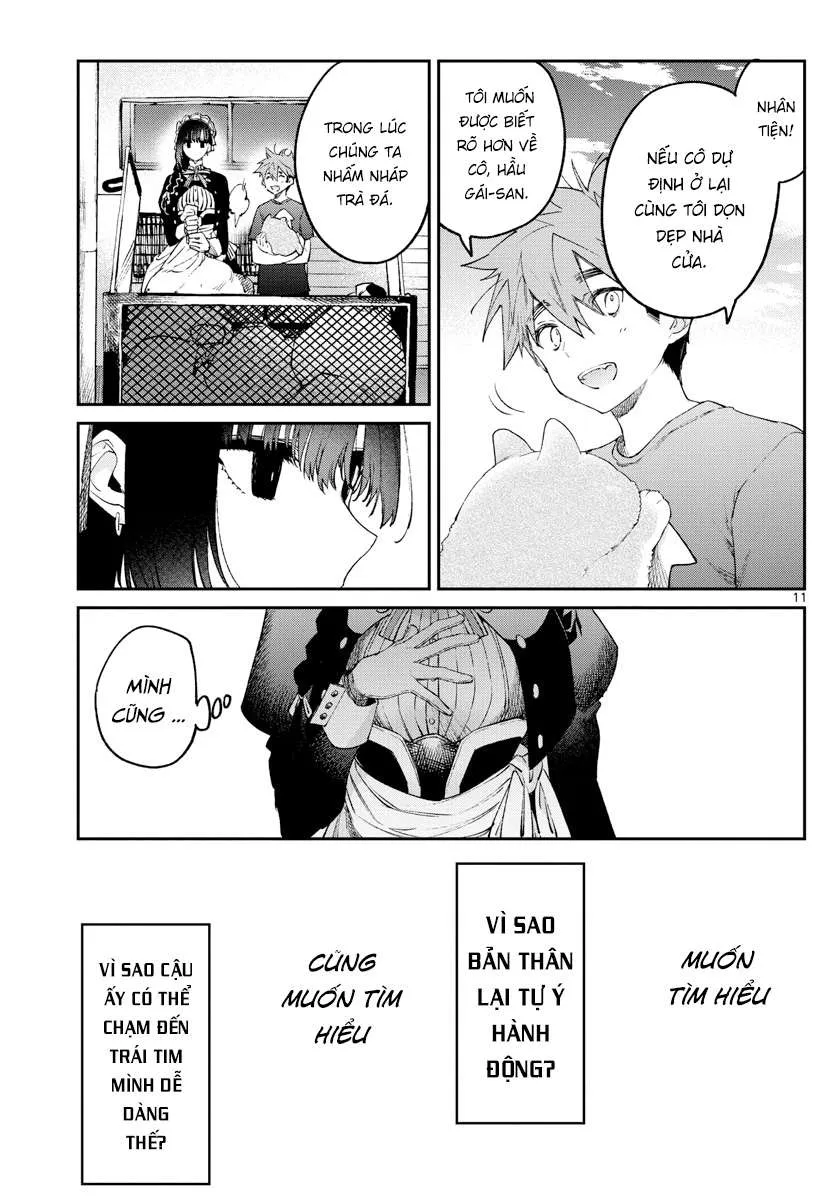 NHÂN
TIỆN!
NẾU CÔ DỰ
ĐỊNH Ở LẠI
CÙNG TÔI DỌN
DẸP NHÀ
CỬA.
TÔI MUỐN
ĐƯỢC BIẾT
RÕ HƠN VỀ
CÔ, HẦU
GÁI-SAN.
TRONG LÚC
CHÚNG TA
NHẤM NHÁP
TRÀ ĐÁ.
11
MÌNH
CŨNG ...
MUỐN
TÌM HIỂU
VÌ SAO
BẢN THÂN
LẠI TỰ Ý
HÀNH
ĐỘNG?
CŨNG
MUỐN TÌM
HIỂU
VÌ SAO CẬU
ẤY CÓ THỂ
CHẠM ĐẾN
TRÁI TIM
MÌNH DỄ
DÀNG
THẾ?